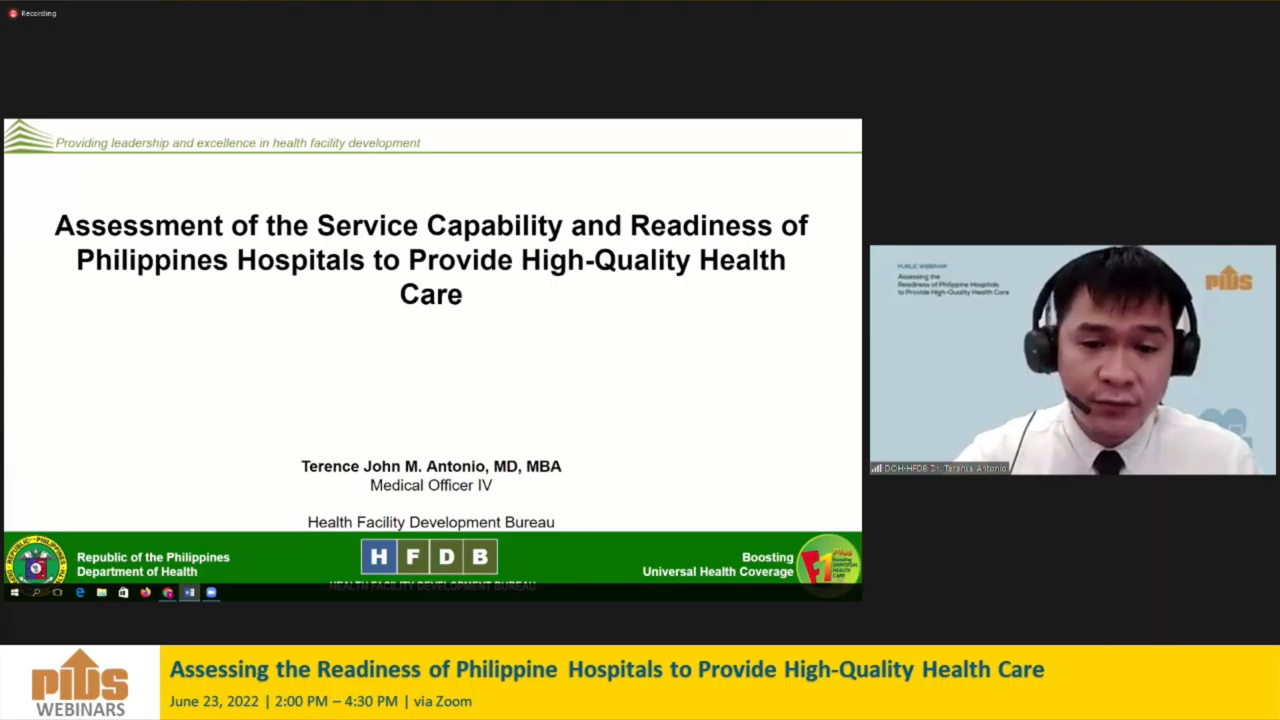 Recording
Providing leadership and excellence in health facility development
Assessment of the Service Capability and Readiness of
Philippines Hospitals to Provide High-Quality Health
Care
Terence John M. Antonio, MD, MBA
Medical Officer IV
Health Facility Development Bureau
Republic of the Philippines
Department of Health
H F D B
HEALTH FACILITY DEVELOPMENT BUREAU
Boosting
Universal Health Coverage
F1 Plus
PUBLIC WEBINAR
Assessing the
Readiness of Philippine Hospitals
to Provide High-Quality Health Care
PIDS
DOH-HFDB Dr. Terence Antonio
PIDS
WEBINARS
Assessing the Readiness of Philippine Hospitals to Provide High-Quality Health Care
June 23, 2022 | 2:00 PM – 4:30 PM | via Zoom